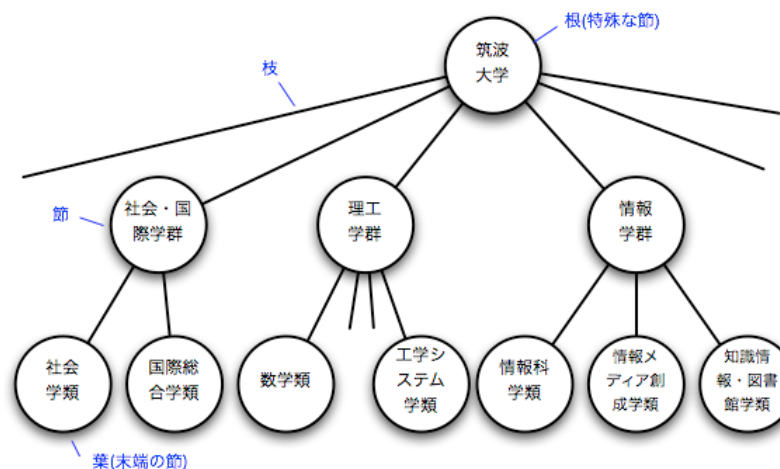 根(特殊な節)
筑波
大学
枝
節
社会・国
際学群
理工
学群
情報
学群
社会
学類
国際総
合学類
数学類
工学シ
ステム
学類
情報科
学類
情報メ
ディア創
成学類
知識情
報・図書
館学類
葉(末端の節)